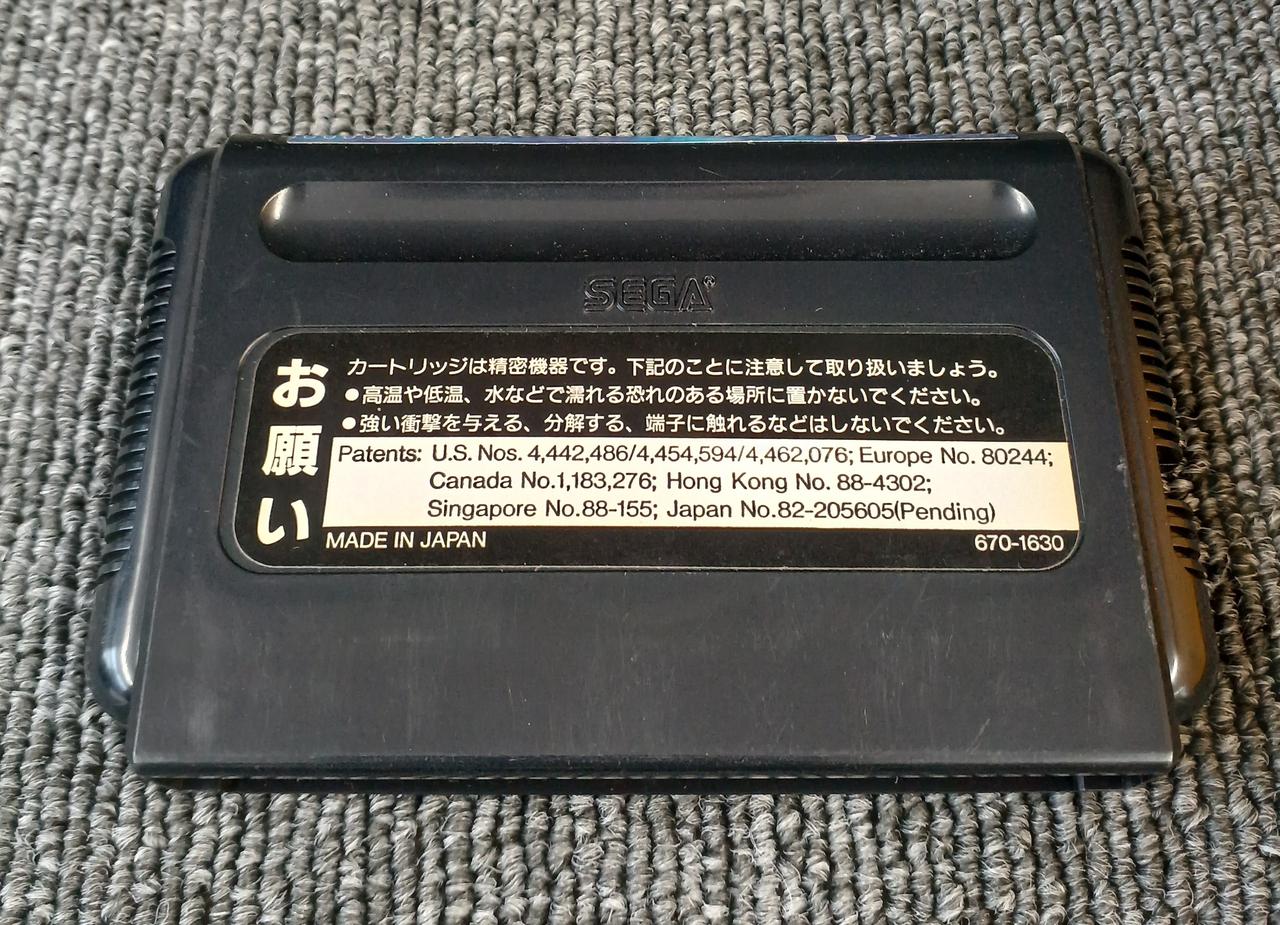 SEGA®
お願い
カートリッジは精密機器です。下記のことに注意して取り扱いましょう。
●高温や低温、水などで濡れる恐れのある場所に置かないでください。
●強い衝撃を与える、分解する、端子に触れるなどはしないでください。
Patents: U.S. Nos. 4,442,486/4,454,594/4,462,076; Europe No. 80244;
Canada No.1,183,276; Hong Kong No. 88-4302;
Singapore No.88-155; Japan No.82-205605(Pending)
MADE IN JAPAN
670-1630